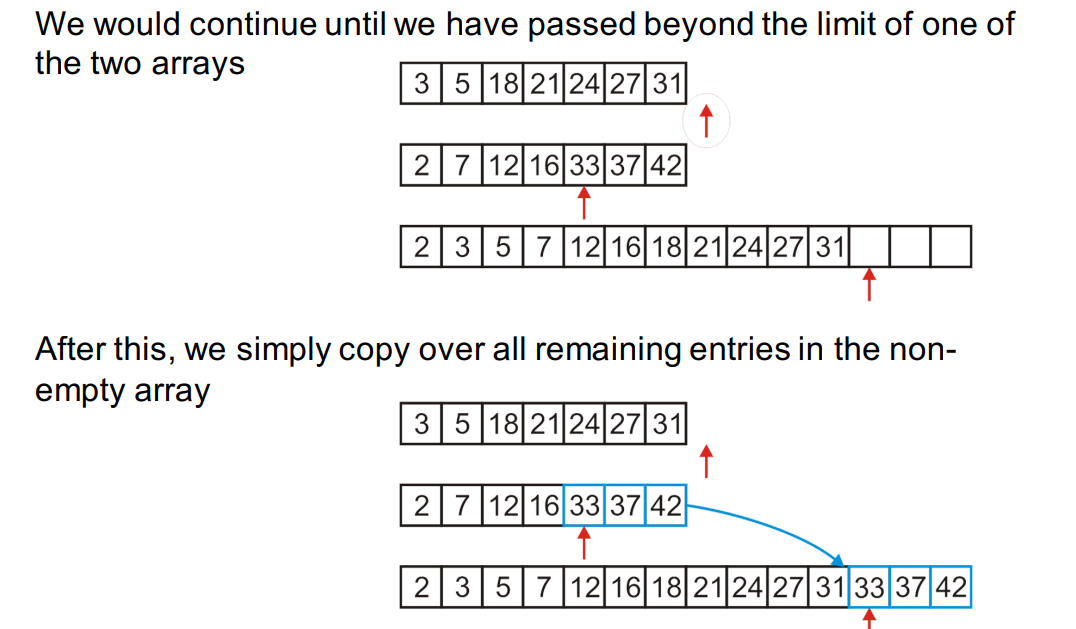 We would continue until we have passed beyond the limit of one of
the two arrays
3 5 18 21 24 27 31
2 7 12 16 33 37 42
2 3 5 7 12 16 18 21 24 27 31
After this, we simply copy over all remaining entries in the non-
empty array
3 5 18 21 24 27 31
2 7 12 16 33 37 42
2 3 5 7 12 16 18 21 24 27 31 33 37 42